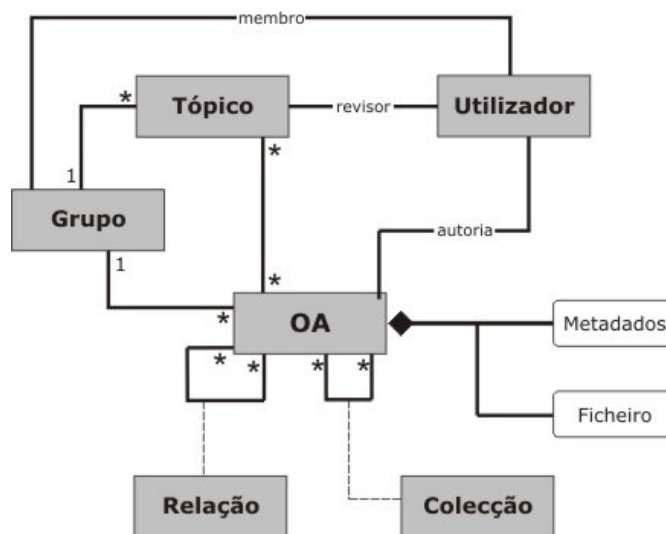 membro
Tópico
revisor
Utilizador
*
*
1
Grupo
autoria
1
*
*
OA
Metadados
*
*
*
*
Ficheiro
Relação
Colecção